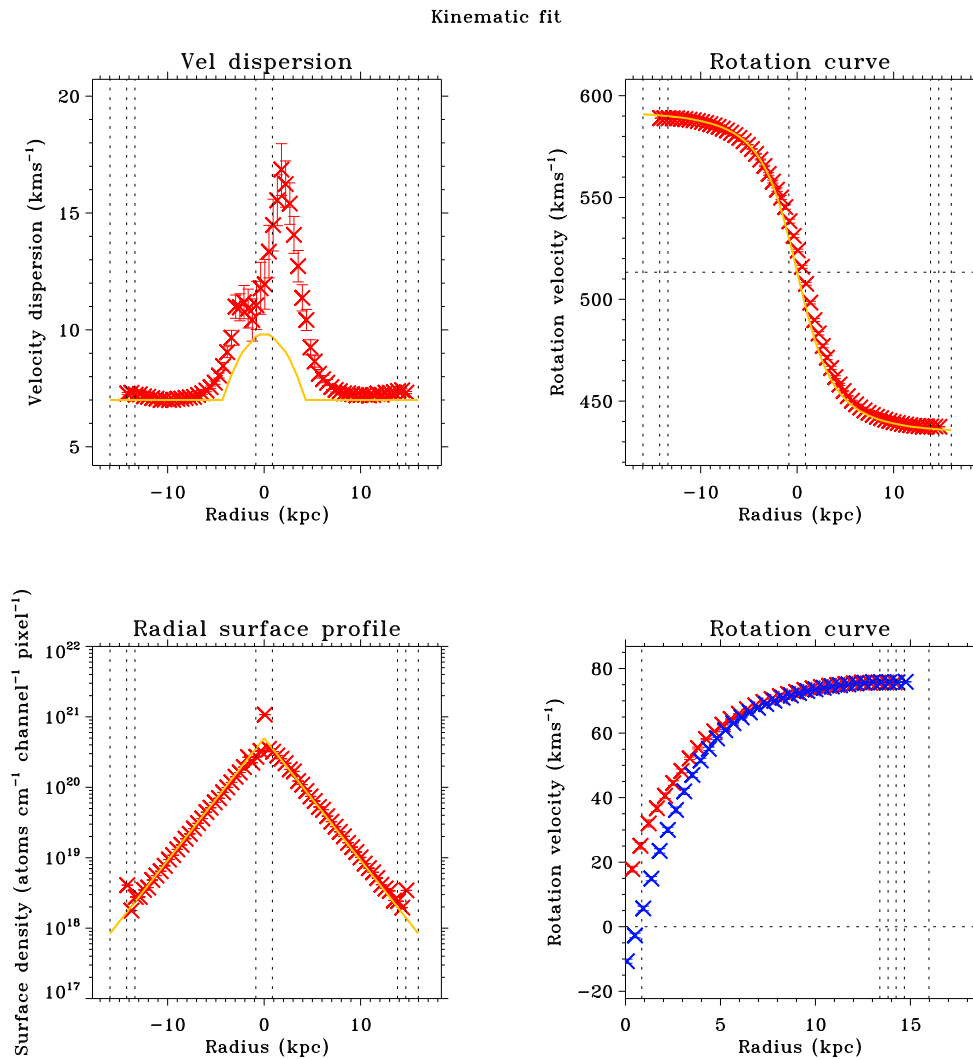 Kinematic fit
Vel dispersion
Velocity dispersion (kms⁻¹)
20
15
10
5
−10 0 10
Radius (kpc)
Rotation curve
Rotation velocity (kms⁻¹)
600
550
500
450
−10 0 10
Radius (kpc)
Radial surface profile
Surface density (atoms cm⁻¹ channel⁻¹ pixel⁻¹)
10²²
10²¹
10²⁰
10¹⁹
10¹⁸
10¹⁷
−10 0 10
Radius (kpc)
Rotation curve
Rotation velocity (kms⁻¹)
80
60
40
20
0
−20
0 5 10 15
Radius (kpc)